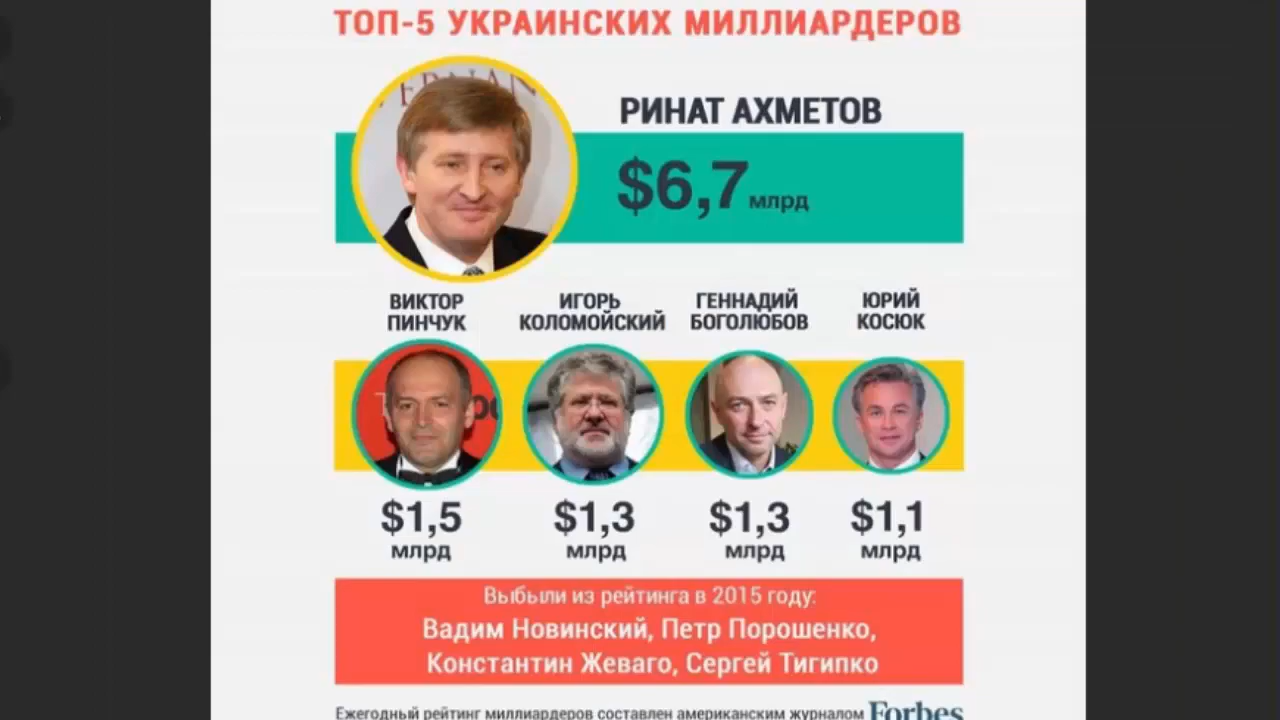 ТОП-5 УКРАИНСКИХ МИЛЛИАРДЕРОВ
РИНАТ АХМЕТОВ
$6,7 млрд
ВИКТОР
ПИНЧУК
ИГОРЬ
КОЛОМОЙСКИЙ
ГЕННАДИЙ
БОГОЛЮБОВ
ЮРИЙ
КОСЮК
$1,5
млрд
$1,3
млрд
$1,3
млрд
$1,1
млрд
Выбыли из рейтинга в 2015 году:
Вадим Новинский, Петр Порошенко,
Константин Жеваго, Сергей Тигипко
Ежегодный рейтинг миллиардеров составлен американским журналом Forbes